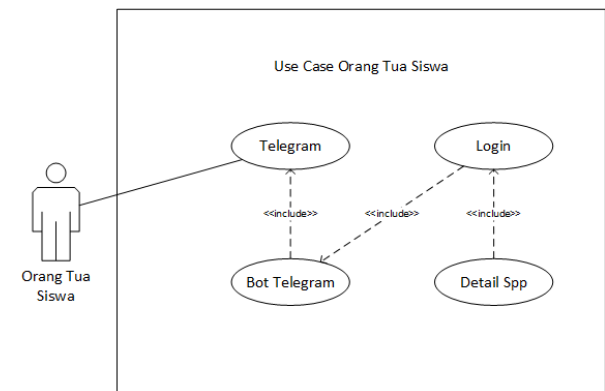 Use Case Orang Tua Siswa
Telegram
Login
<<include>>
<<include>>
<<include>>
Orang Tua
Siswa
Bot Telegram
Detail Spp